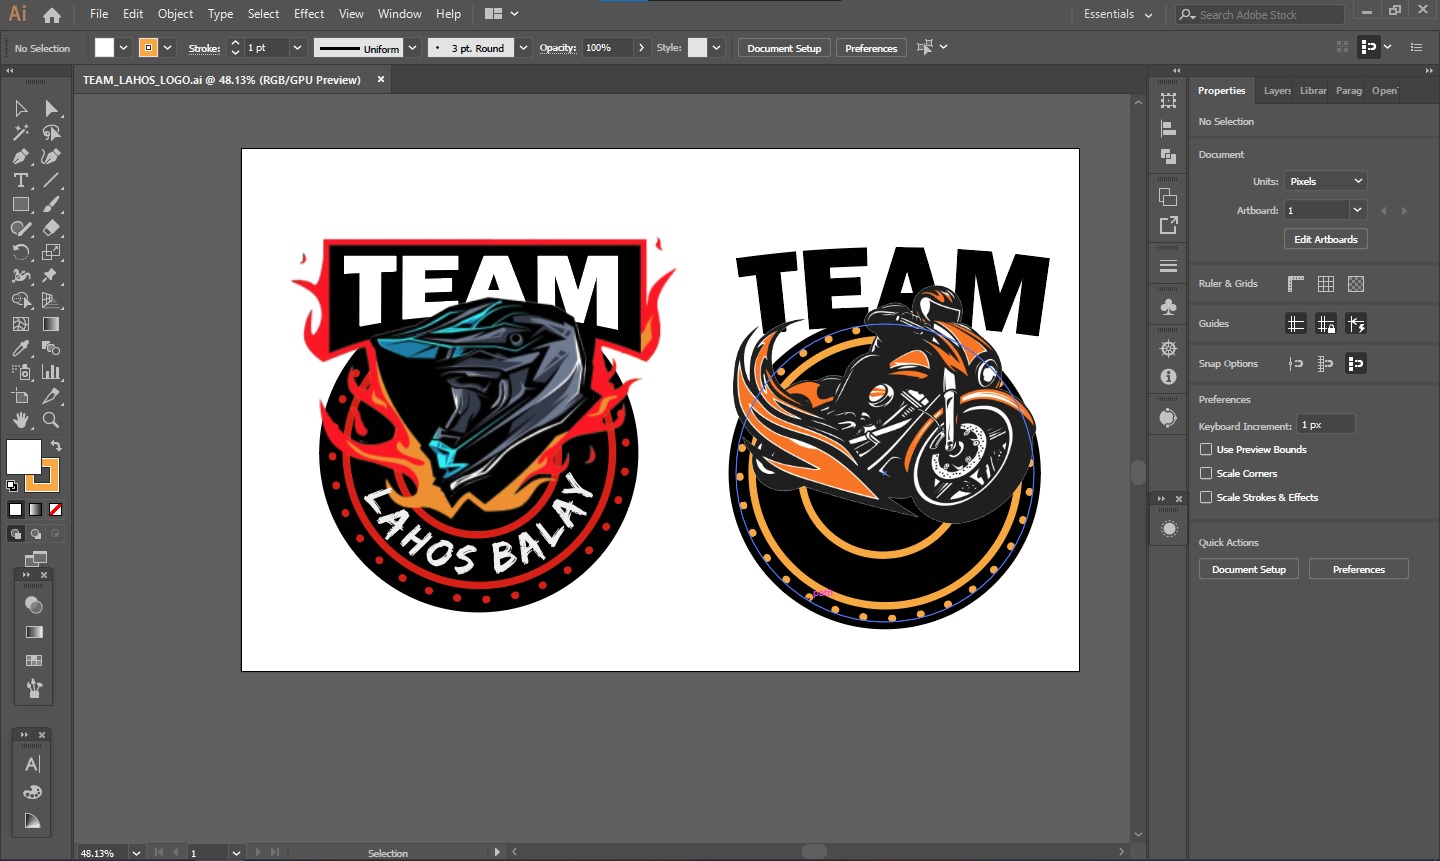 Ai File Edit Object Type Select Effect View Window Help Essentials Search Adobe Stock
No Selection Stroke: 1 pt Uniform 3 pt. Round Opacity: 100% Style: Document Setup Preferences
TEAM_LAHOS_LOGO.ai @ 48.13% (RGB/GPU Preview)
Properties Layers Librar Parag Open
No Selection
Document
Units: Pixels
Artboard: 1
Edit Artboards
Ruler & Grids
Guides
Snap Options
Preferences
Keyboard Increment: 1 px
Use Preview Bounds
Scale Corners
Scale Strokes & Effects
Quick Actions
Document Setup Preferences
TEAM
LAHOS BALAY
TEAM
48.13% 1 Selection